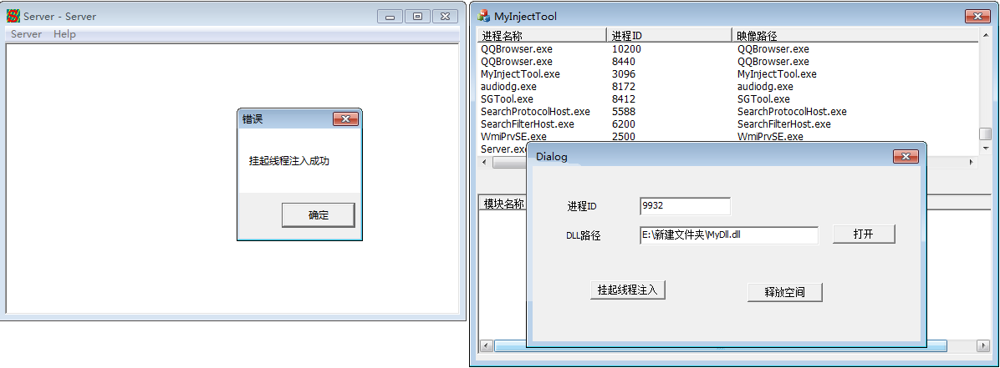 Server - Server
Server Help
错误
挂起线程注入成功
确定
MyInjectTool
进程名称 进程ID 映像路径
QQBrowser.exe 10200 QQBrowser.exe
QQBrowser.exe 8440 QQBrowser.exe
MyInjectTool.exe 3096 MyInjectTool.exe
audiodg.exe 8172 audiodg.exe
SGTool.exe 8412 SGTool.exe
SearchProtocolHost.exe 5588 SearchProtocolHost.exe
SearchFilterHost.exe 6200 SearchFilterHost.exe
WmiPrvSE.exe 2500 WmiPrvSE.exe
Server.exe
模块名称
Dialog
进程ID 9932
DLL路径 E:\新建文件夹\MyDll.dll 打开
挂起线程注入 释放空间